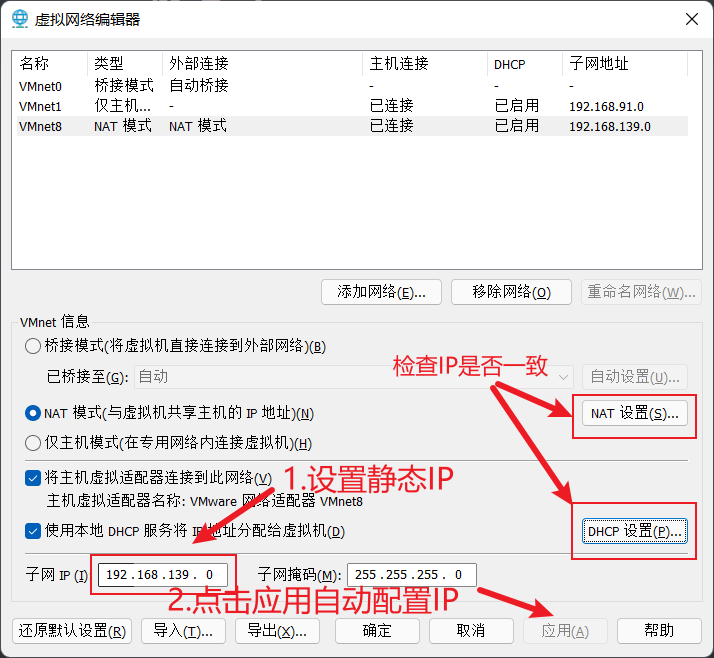 虚拟网络编辑器
名称 类型 外部连接 主机连接 DHCP 子网地址
VMnet0 桥接模式 自动桥接 - - -
VMnet1 仅主机... - 已连接 已启用 192.168.91.0
VMnet8 NAT 模式 NAT 模式 已连接 已启用 192.168.139.0
添加网络(E)... 移除网络(O) 重命名网络(W)...
VMnet 信息
桥接模式(将虚拟机直接连接到外部网络)(B)
检查IP是否一致
已桥接至(G): 自动 自动设置(U)...
NAT 模式(与虚拟机共享主机的 IP 地址)(N) NAT 设置(S)...
仅主机模式(在专用网络内连接虚拟机)(H)
将主机虚拟适配器连接到此网络(V)
1.设置静态IP
主机虚拟适配器名称: VMware 网络适配器 VMnet8
使用本地 DHCP 服务将 IP 地址分配给虚拟机(D) DHCP 设置(P)...
子网 IP (I) 192.168.139. 0 子网掩码(M): 255.255.255. 0
2.点击应用自动配置IP
还原默认设置(R) 导入(T)... 导出(X)... 确定 取消 应用(A) 帮助